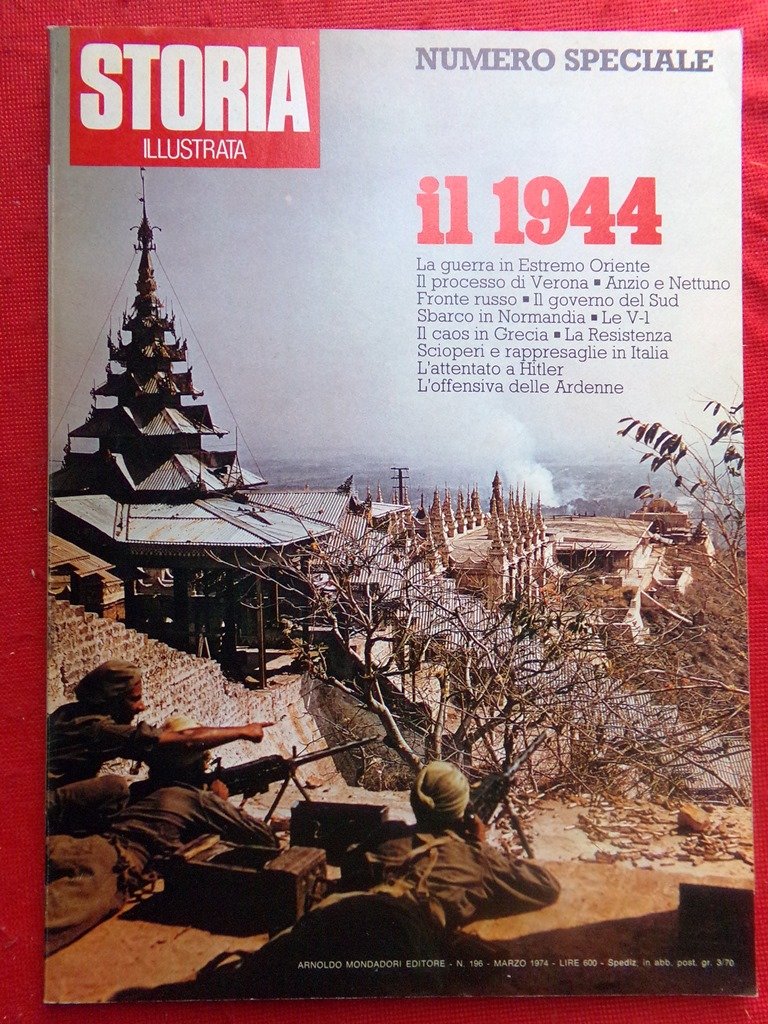 STORIA
ILLUSTRATA
NUMERO SPECIALE
il 1944
La guerra in Estremo Oriente
Il processo di Verona ▪ Anzio e Nettuno
Fronte russo ▪ Il governo del Sud
Sbarco in Normandia ▪ Le V-1
Il caos in Grecia ▪ La Resistenza
Scioperi e rappresaglie in Italia
L'attentato a Hitler
L'offensiva delle Ardenne
ARNOLDO MONDADORI EDITORE - N. 196 - MARZO 1974 - LIRE 600 - Spediz. in abb. post. gr. 3/70